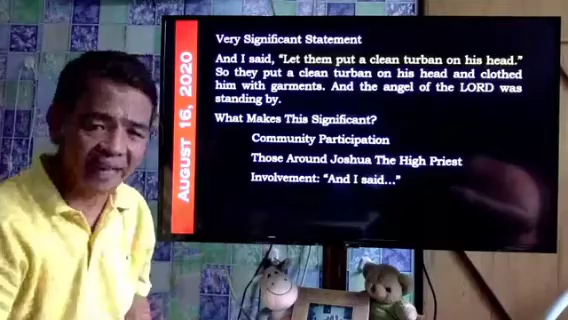 AUGUST 16, 2020
Very Significant Statement
And I said, “Let them put a clean turban on his head.”
So they put a clean turban on his head and clothed
him with garments. And the angel of the LORD was
standing by.
What Makes This Significant?
Community Participation
Those Around Joshua The High Priest
Involvement: “And I said...”